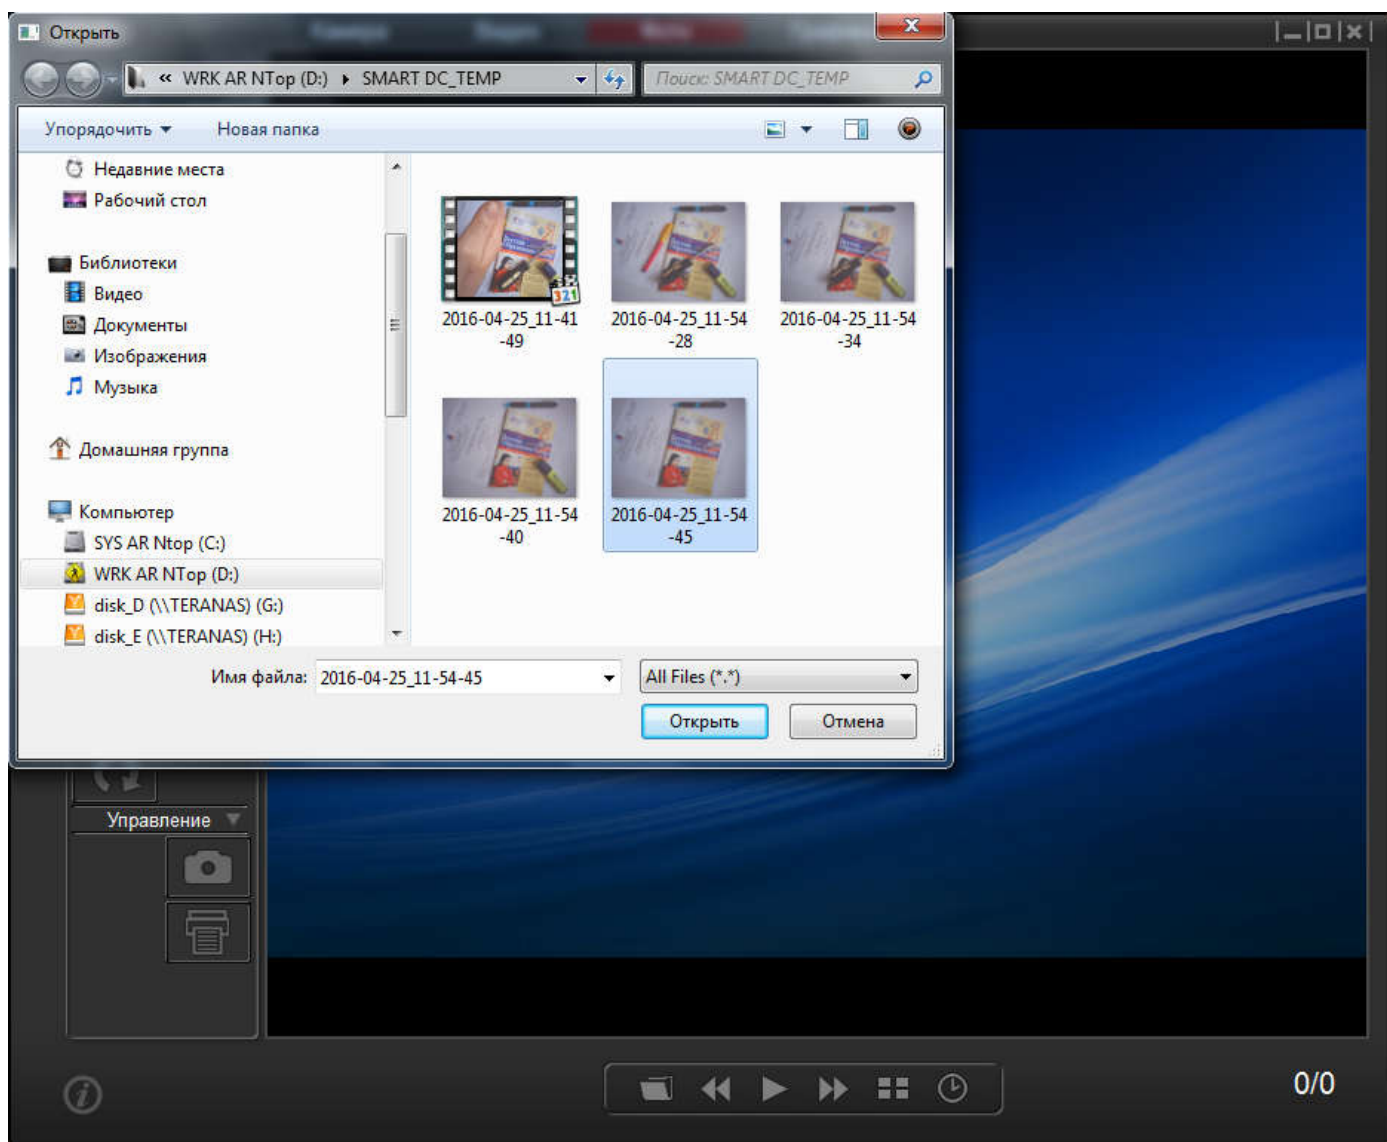 Открыть
« WRK AR NTop (D:) ▸ SMART DC_TEMP
Поиск: SMART DC_TEMP
Упорядочить ▾ Новая папка
Недавние места
Рабочий стол
Библиотеки
Видео
Документы
Изображения
Музыка
Домашняя группа
Компьютер
SYS AR Ntop (C:)
WRK AR NTop (D:)
disk_D (\\TERANAS) (G:)
disk_E (\\TERANAS) (H:)
321
2016-04-25_11-41
-49
2016-04-25_11-54
-28
2016-04-25_11-54
-34
2016-04-25_11-54
-40
2016-04-25_11-54
-45
Имя файла: 2016-04-25_11-54-45
All Files (*.*)
Открыть Отмена
Управление
0/0